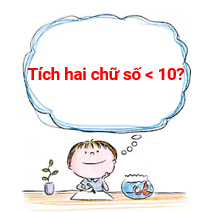 Tích hai chữ số < 10?